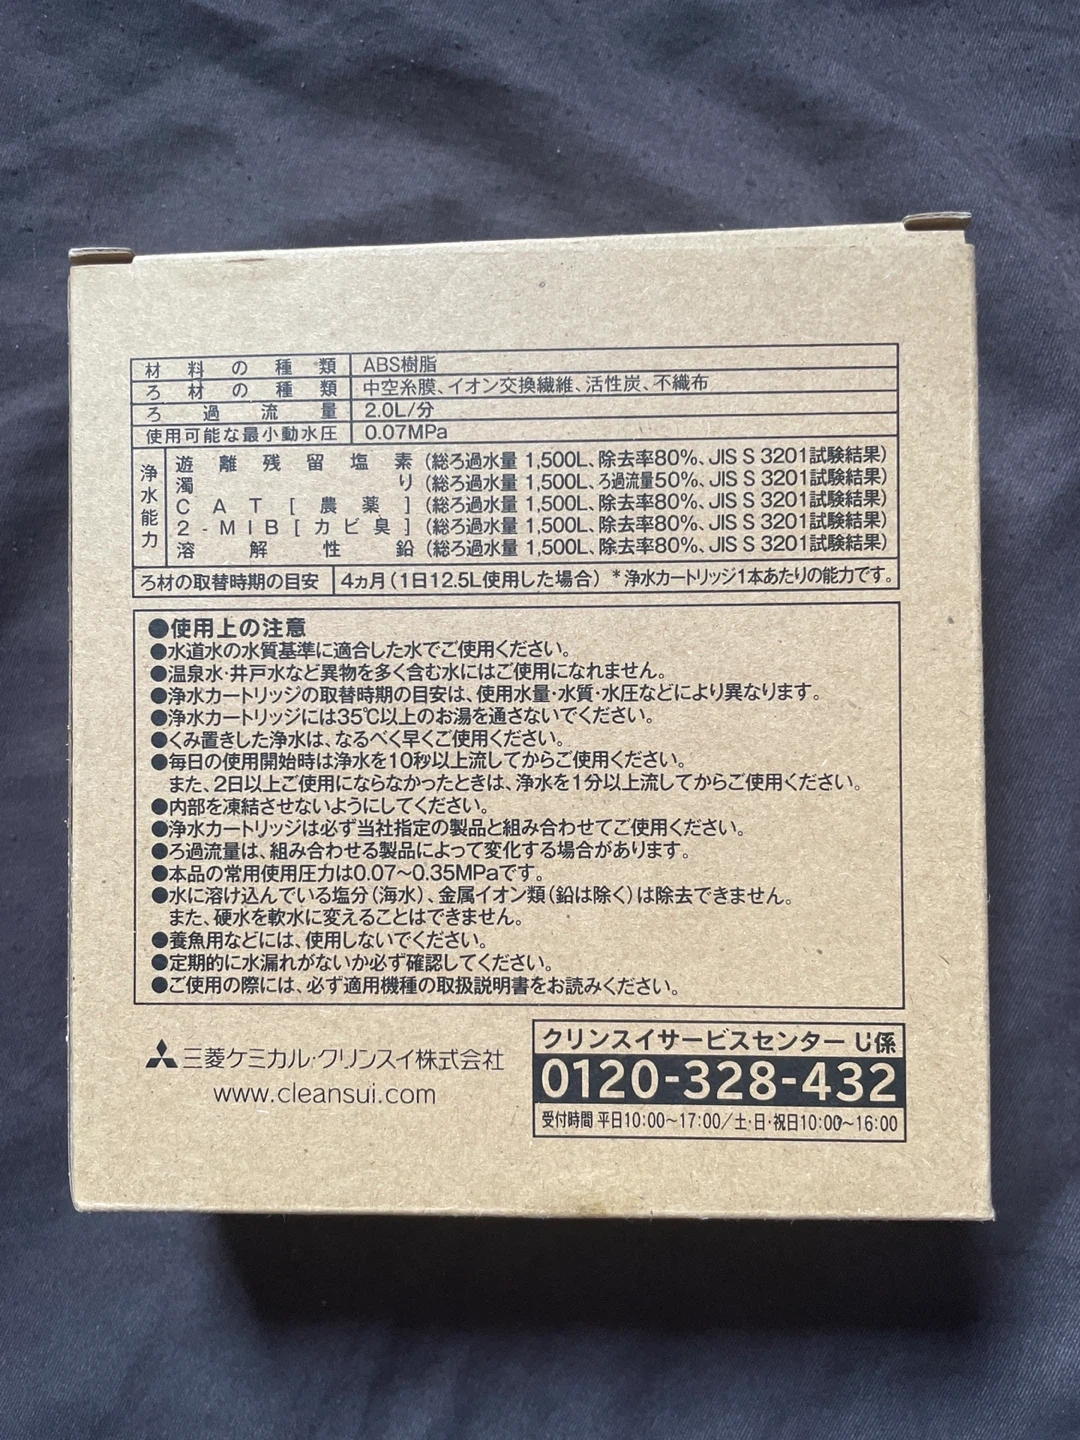 材料の種類 ABS樹脂
ろ材の種類 中空糸膜、イオン交換繊維、活性炭、不織布
ろ過流量 2.0L/分
使用可能な最小動水圧 0.07MPa
浄水能力
遊離残留塩素 (総ろ過水量 1,500L、除去率80%、JIS S 3201試験結果)
濁り (総ろ過水量 1,500L、ろ過流量50%、JIS S 3201試験結果)
CAT[農薬] (総ろ過水量 1,500L、除去率80%、JIS S 3201試験結果)
2-MIB[カビ臭] (総ろ過水量 1,500L、除去率80%、JIS S 3201試験結果)
溶解性鉛 (総ろ過水量 1,500L、除去率80%、JIS S 3201試験結果)
ろ材の取替時期の目安 4ヵ月(1日12.5L使用した場合) *浄水カートリッジ1本あたりの能力です。
●使用上の注意
●水道水の水質基準に適合した水でご使用ください。
●温泉水・井戸水など異物を多く含む水にはご使用になれません。
●浄水カートリッジの取替時期の目安は、使用水量・水質・水圧などにより異なります。
●浄水カートリッジには35℃以上のお湯を通さないでください。
●くみ置きした浄水は、なるべく早くご使用ください。
●毎日の使用開始時は浄水を10秒以上流してからご使用ください。
また、2日以上ご使用にならなかったときは、浄水を1分以上流してからご使用ください。
●内部を凍結させないようにしてください。
●浄水カートリッジは必ず当社指定の製品と組み合わせてご使用ください。
●ろ過流量は、組み合わせる製品によって変化する場合があります。
●本品の常用使用圧力は0.07〜0.35MPaです。
●水に溶け込んでいる塩分(海水)、金属イオン類(鉛は除く)は除去できません。
また、硬水を軟水に変えることはできません。
●養魚用などには、使用しないでください。
●定期的に水漏れがないか必ず確認してください。
●ご使用の際には、必ず適用機種の取扱説明書をお読みください。
三菱ケミカル・クリンスイ株式会社
www.cleansui.com
クリンスイサービスセンター U係
0120-328-432
受付時間 平日10:00〜17:00/土・日・祝日10:00〜16:00